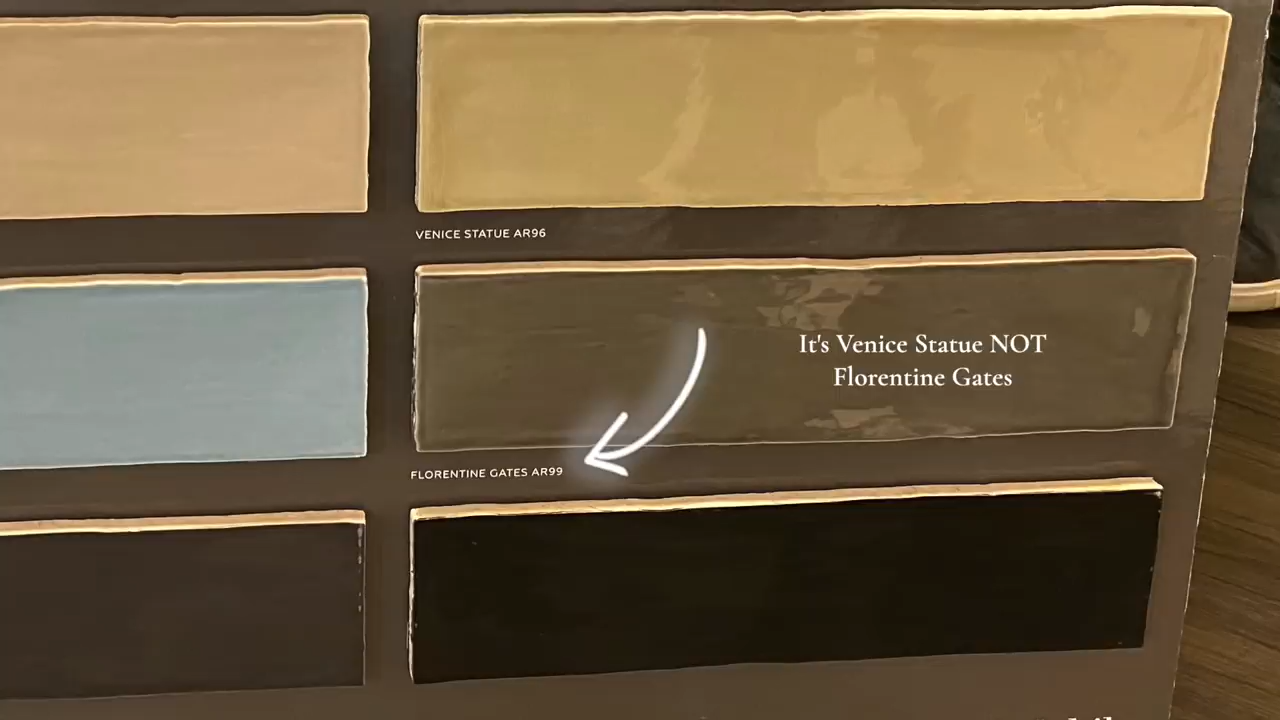 VENICE STATUE AR96
It's Venice Statue NOT
Florentine Gates
FLORENTINE GATES AR99